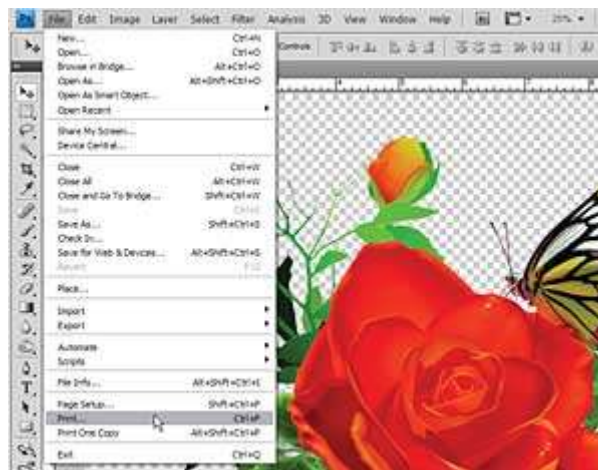 Ps File Edit Image Layer Select Filter Analysis 3D View Window Help
New... Ctrl+N
Open... Ctrl+O
Browse in Bridge... Alt+Ctrl+O
Open As... Alt+Shift+Ctrl+O
Open As Smart Object...
Open Recent
Share My Screen...
Device Central...
Close Ctrl+W
Close All Alt+Ctrl+W
Close and Go To Bridge... Shift+Ctrl+W
Save Ctrl+S
Save As... Shift+Ctrl+S
Check In...
Save for Web & Devices... Alt+Shift+Ctrl+S
Revert F12
Place...
Import
Export
Automate
Scripts
File Info... Alt+Shift+Ctrl+I
Page Setup... Shift+Ctrl+P
Print... Ctrl+P
Print One Copy Alt+Shift+Ctrl+P
Exit Ctrl+Q
Controls
T